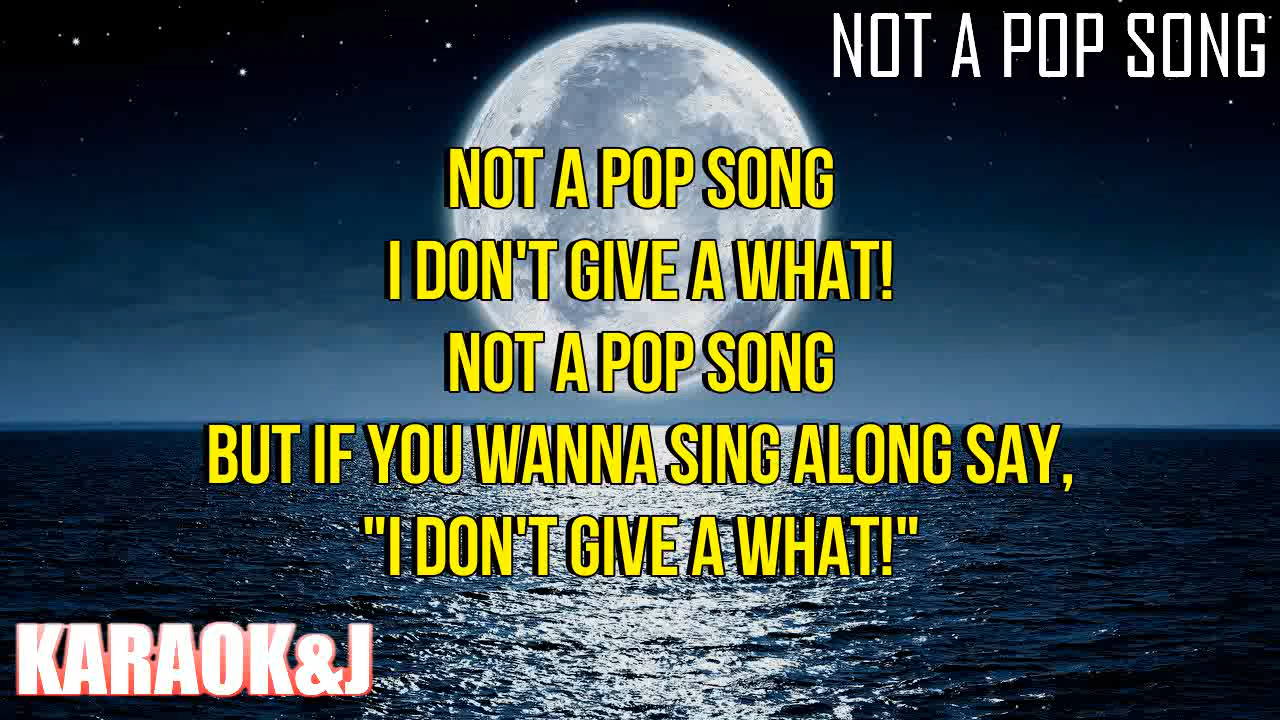 NOT A POP SONG
NOT A POP SONG
I DON'T GIVE A WHAT!
NOT A POP SONG
BUT IF YOU WANNA SING ALONG SAY,
"I DON'T GIVE A WHAT!"
KARAOK&J